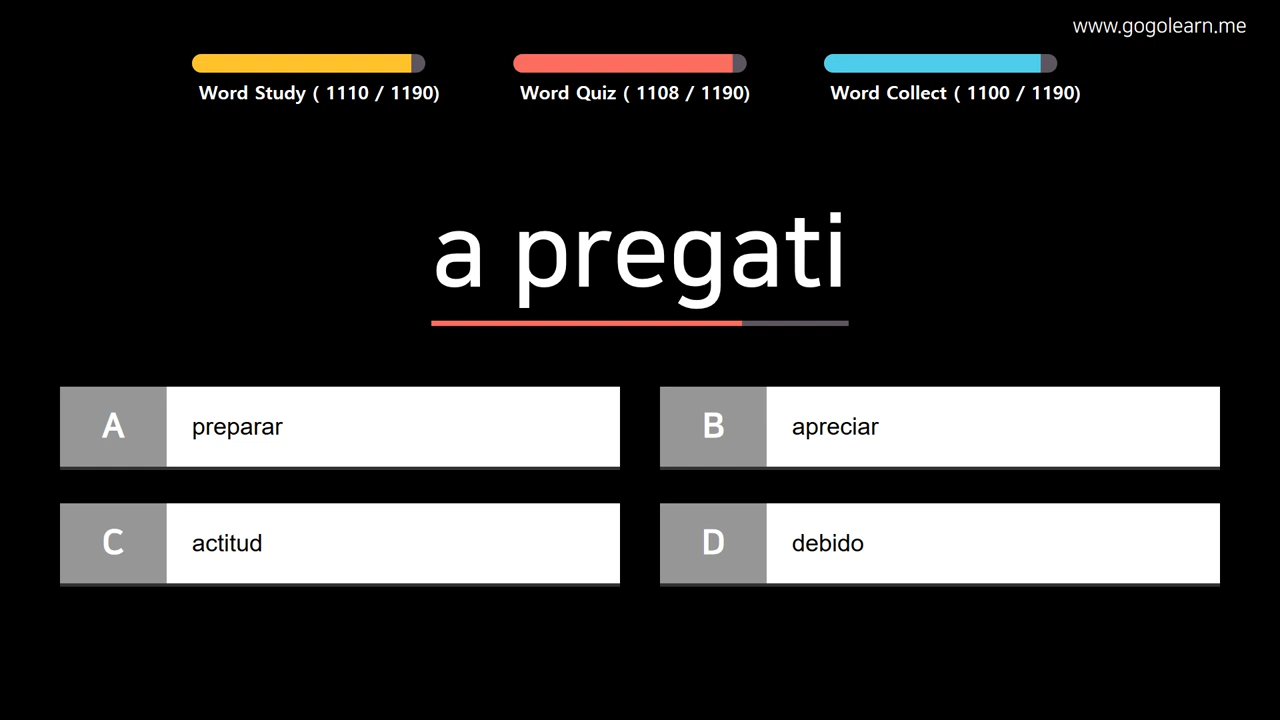 www.gogolearn.me
Word Study ( 1110 / 1190)
Word Quiz ( 1108 / 1190)
Word Collect ( 1100 / 1190)
a pregati
A preparar
B apreciar
C actitud
D debido